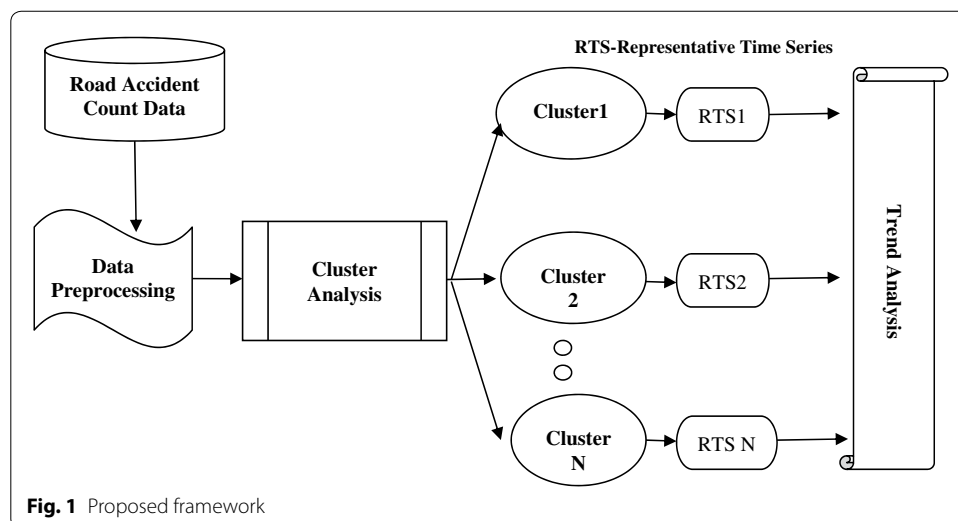 RTS-Representative Time Series
Road Accident
Count Data
Data
Preprocessing
Cluster
Analysis
Cluster1
RTS1
Cluster
2
RTS2
Cluster
N
RTS N
Trend Analysis
Fig. 1 Proposed framework